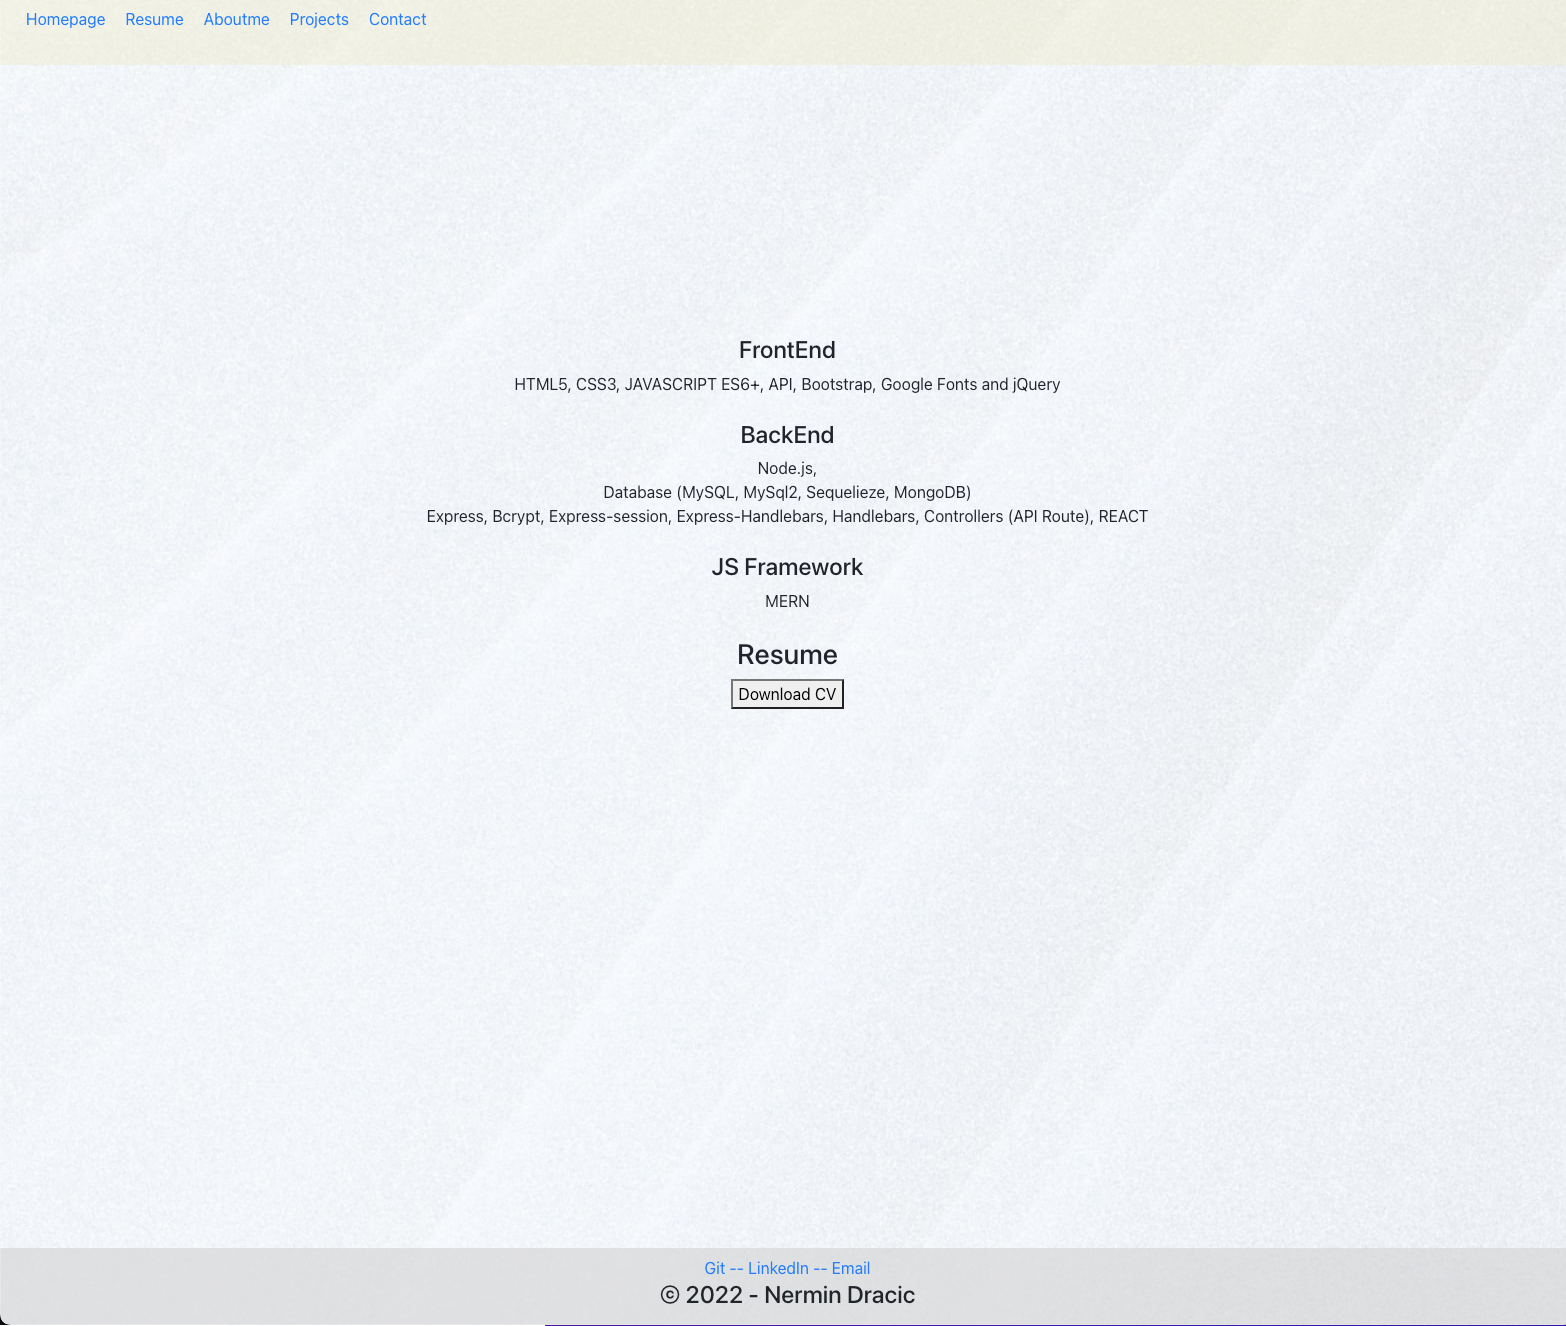 Homepage Resume Aboutme Projects Contact
FrontEnd
HTML5, CSS3, JAVASCRIPT ES6+, API, Bootstrap, Google Fonts and jQuery
BackEnd
Node.js,
Database (MySQL, MySql2, Sequelieze, MongoDB)
Express, Bcrypt, Express-session, Express-Handlebars, Handlebars, Controllers (API Route), REACT
JS Framework
MERN
Resume
Download CV
Git -- LinkedIn -- Email
© 2022 - Nermin Dracic